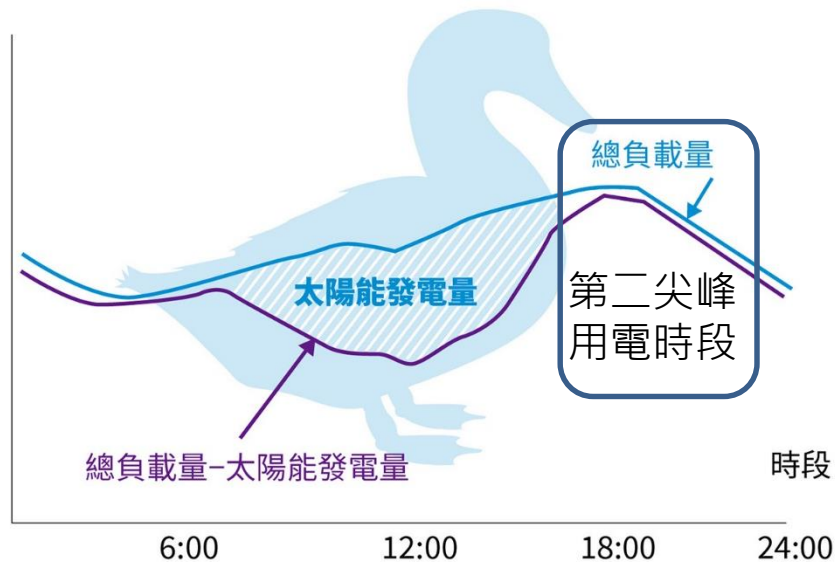 總負載量
太陽能發電量
第二尖峰
用電時段
總負載量–太陽能發電量
時段
6:00
12:00
18:00
24:00